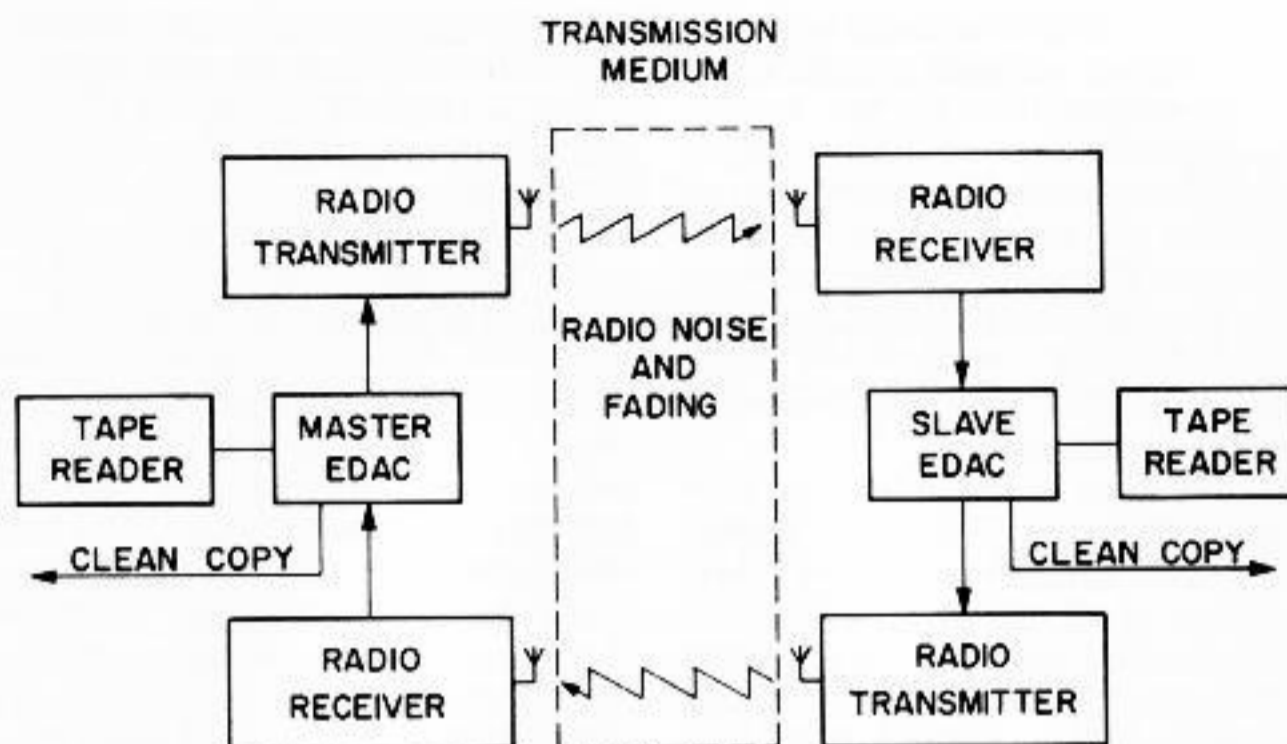 TRANSMISSION
MEDIUM
RADIO
TRANSMITTER
RADIO
RECEIVER
RADIO NOISE
AND
FADING
TAPE
READER
MASTER
EDAC
SLAVE
EDAC
TAPE
READER
CLEAN COPY
CLEAN COPY
RADIO
RECEIVER
RADIO
TRANSMITTER